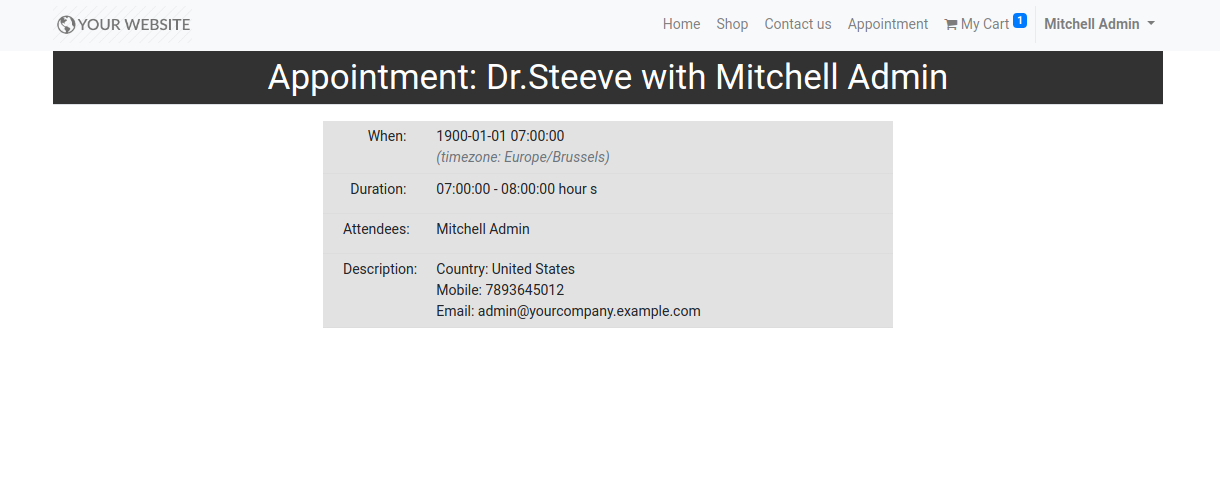 YOUR WEBSITE Home Shop Contact us Appointment My Cart 1 Mitchell Admin
Appointment: Dr.Steeve with Mitchell Admin
When: 1900-01-01 07:00:00
(timezone: Europe/Brussels)
Duration: 07:00:00 - 08:00:00 hour s
Attendees: Mitchell Admin
Description: Country: United States
Mobile: 7893645012
Email: admin@yourcompany.example.com